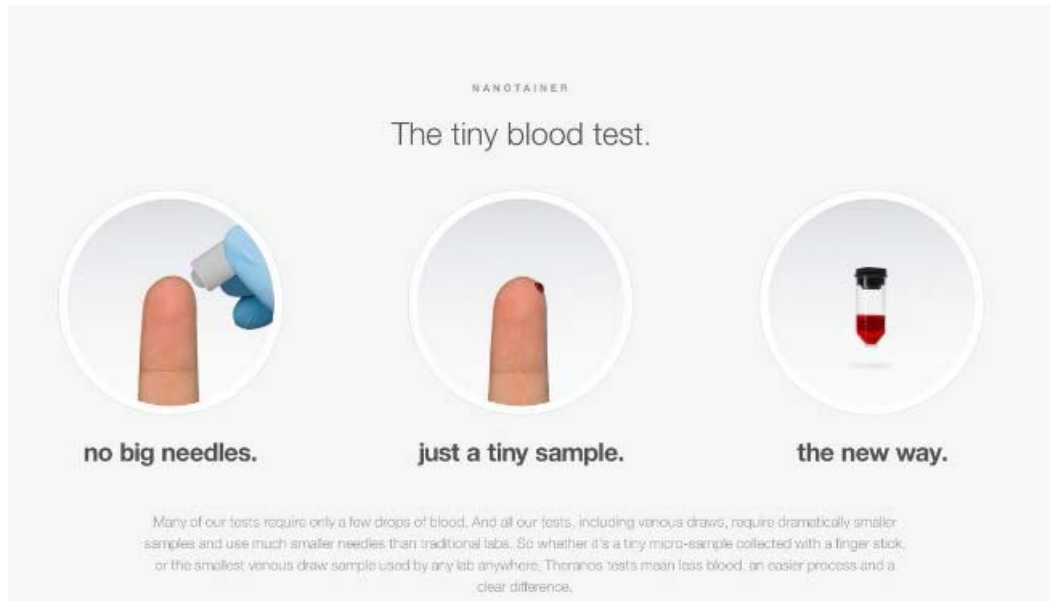 NANOTAINER
The tiny blood test.
no big needles.
just a tiny sample.
the new way.
Many of our tests require only a few drops of blood. And all our tests, including venous draws, require dramatically smaller
samples and use much smaller needles than traditional labs. So whether it's a tiny micro-sample collected with a finger stick,
or the smallest venous draw sample used by any lab anywhere. Theranos tests mean less blood, an easier process and a
clear difference.